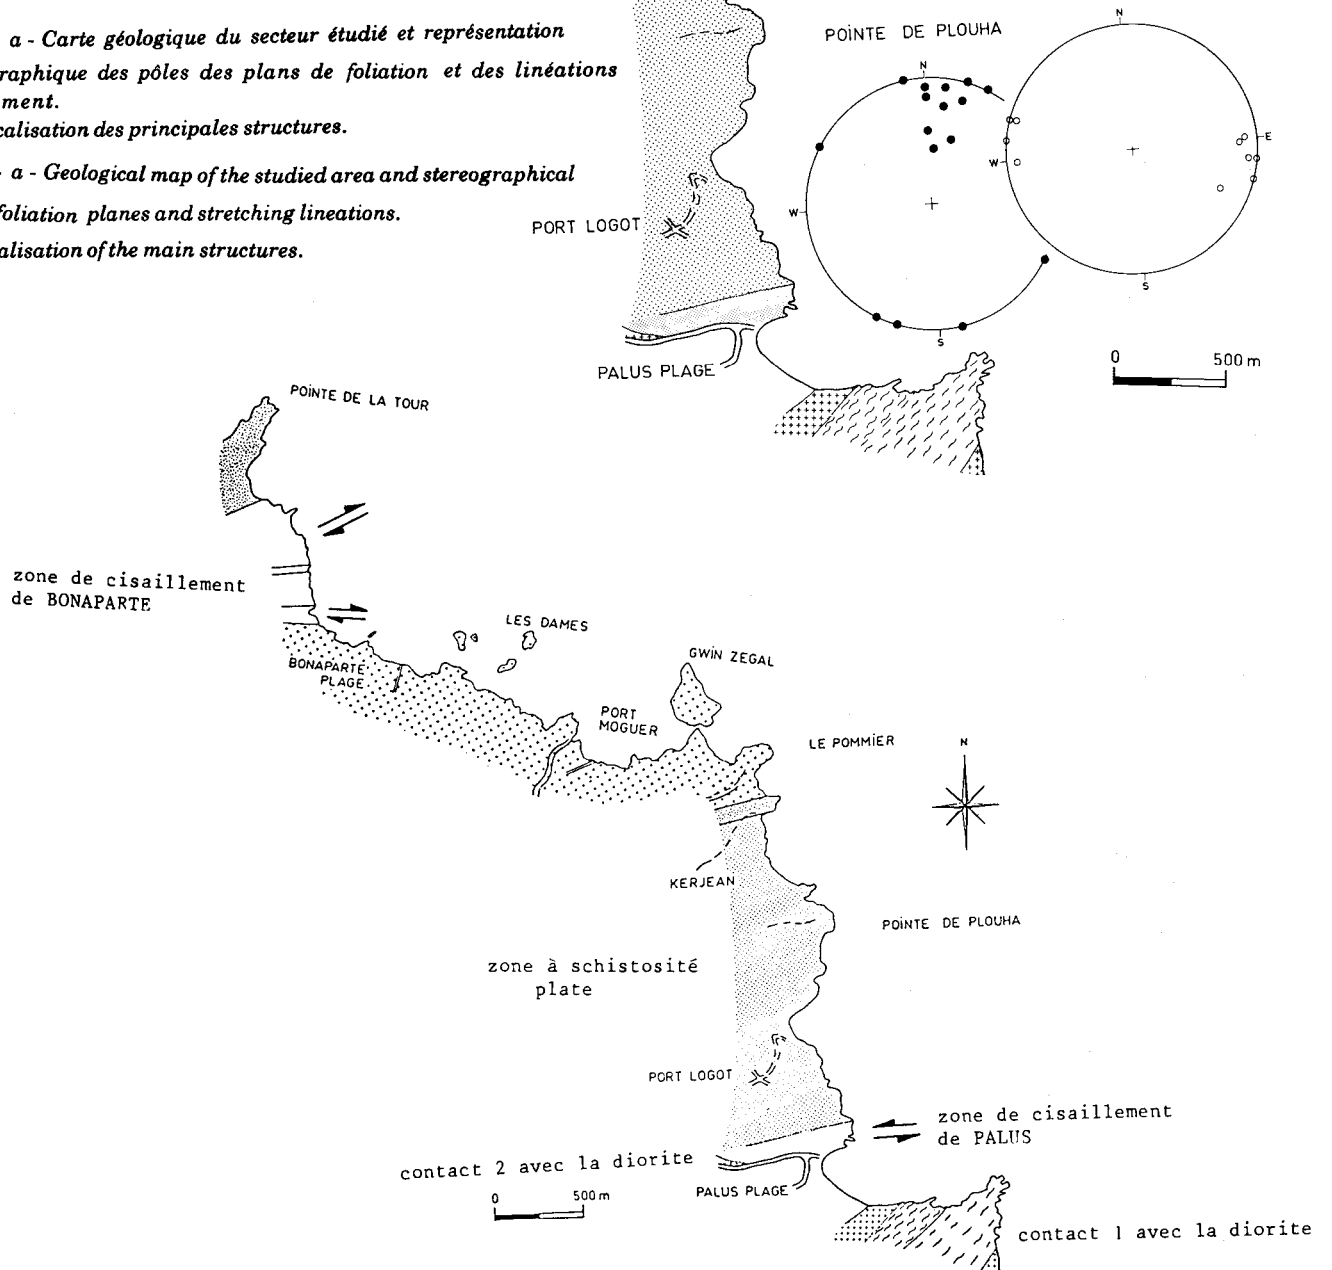 a - Carte géologique du secteur étudié et représentation
raphique des pôles des plans de foliation et des linéations
ment.
calisation des principales structures.
a - Geological map of the studied area and stereographical
foliation planes and stretching lineations.
alisation of the main structures.
POINTE DE PLOUHA
N
W
S
N
W
E
S
PORT LOGOT
PALUS PLAGE
0 500 m
POINTE DE LA TOUR
zone de cisaillement
de BONAPARTE
LES DAMES
BONAPARTE
PLAGE
GWIN ZEGAL
PORT
MOGUER
LE POMMIER
N
KERJEAN
POINTE DE PLOUHA
zone à schistosité
plate
PORT LOGOT
zone de cisaillement
de PALUS
contact 2 avec la diorite
PALUS PLAGE
0 500 m
contact 1 avec la diorite